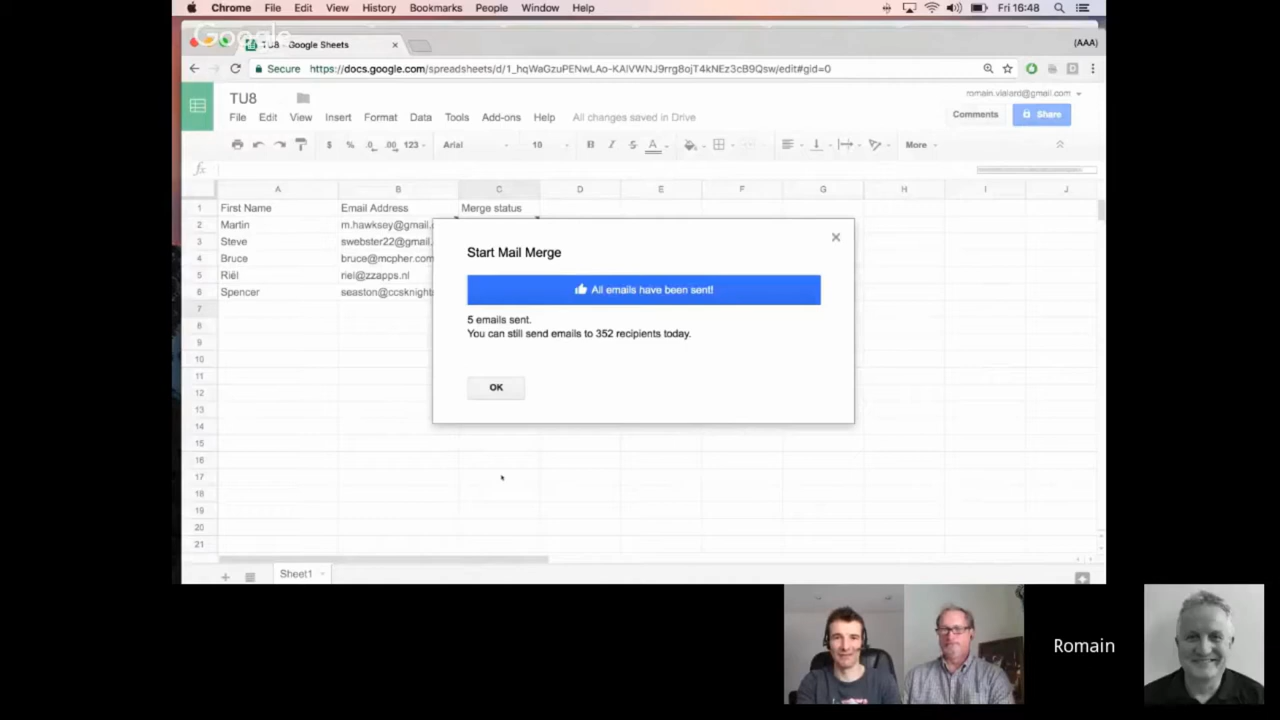 Chrome File Edit View History Bookmarks People Window Help Fri 16:48
Google
TU8 - Google Sheets (AAA)
Secure https://docs.google.com/spreadsheets/d/1_hqWaGzuPENwLAo-KAlVWNJ9rrg8ojT4kNEz3cB9Qsw/edit#gid=0
TU8 romain.vialard@gmail.com
File Edit View Insert Format Data Tools Add-ons Help All changes saved in Drive Comments Share
$ % .0 .00 123 Arial 10 B I S A More
fx
A B C D E F G H I J
1 First Name Email Address Merge status
2 Martin m.hawksey@gmail.
3 Steve swebster22@gmail.
4 Bruce bruce@mcpher.com
5 Riël riel@zzapps.nl
6 Spencer seaston@ccsknight
7
8
9
10
11
12
13
14
15
16
17
18
19
20
21
Start Mail Merge
All emails have been sent!
5 emails sent.
You can still send emails to 352 recipients today.
OK
Sheet1
Romain